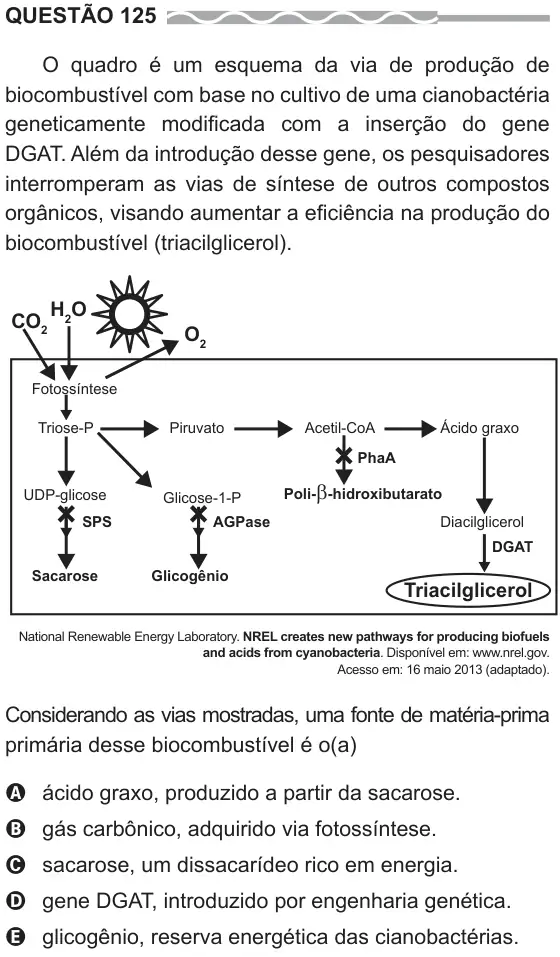 QUESTÃO 125
O quadro é um esquema da via de produção de
biocombustível com base no cultivo de uma cianobactéria
geneticamente modificada com a inserção do gene
DGAT. Além da introdução desse gene, os pesquisadores
interromperam as vias de síntese de outros compostos
orgânicos, visando aumentar a eficiência na produção do
biocombustível (triacilglicerol).
CO₂ H₂O
O₂
Fotossíntese
Triose-P Piruvato Acetil-CoA Ácido graxo
PhaA
UDP-glicose Glicose-1-P Poli-β-hidroxibutarato
SPS AGPase Diacilglicerol
DGAT
Sacarose Glicogênio Triacilglicerol
National Renewable Energy Laboratory. NREL creates new pathways for producing biofuels
and acids from cyanobacteria. Disponível em: www.nrel.gov.
Acesso em: 16 maio 2013 (adaptado).
Considerando as vias mostradas, uma fonte de matéria-prima
primária desse biocombustível é o(a)
A ácido graxo, produzido a partir da sacarose.
B gás carbônico, adquirido via fotossíntese.
C sacarose, um dissacarídeo rico em energia.
D gene DGAT, introduzido por engenharia genética.
E glicogênio, reserva energética das cianobactérias.